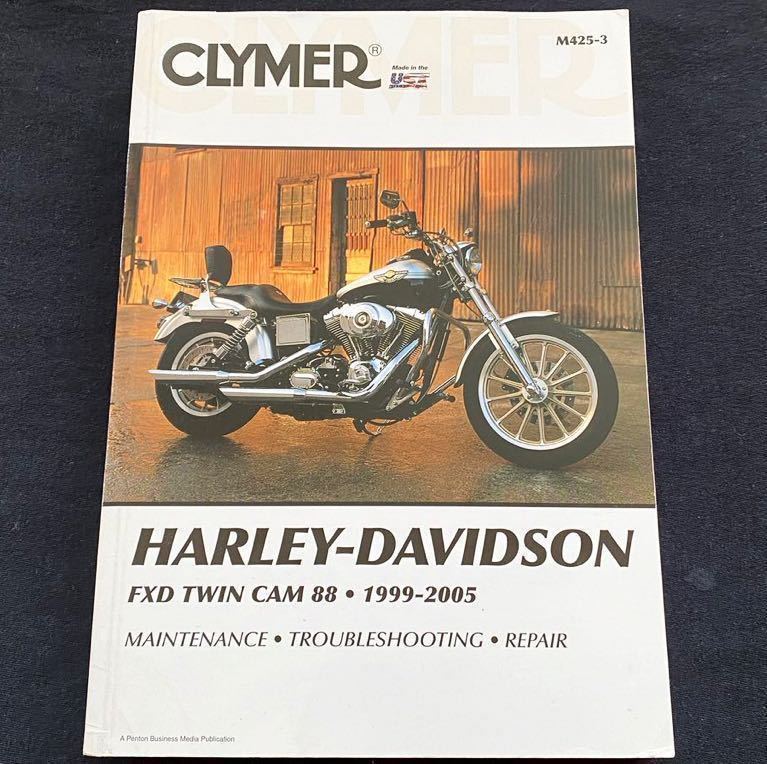 CLYMER®
M425-3
Made in the
USA
HARLEY-DAVIDSON
FXD TWIN CAM 88 • 1999-2005
MAINTENANCE • TROUBLESHOOTING • REPAIR
A Penton Business Media Publication